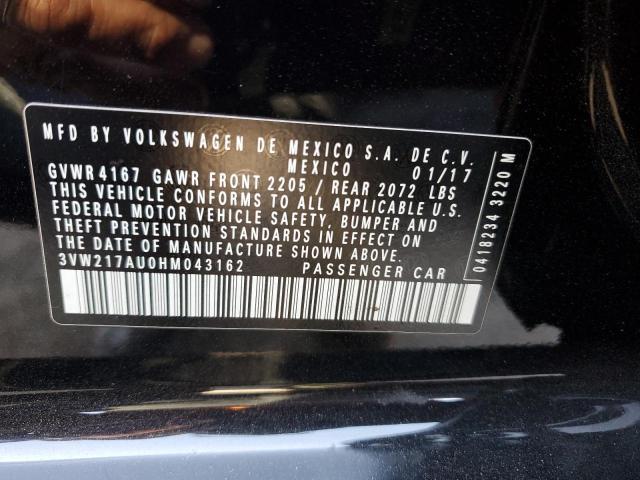 MFD BY VOLKSWAGEN DE MEXICO S.A. DE C.V.
MEXICO 01/17
GVWR 4167 GAWR FRONT 2205 / REAR 2072 LBS
THIS VEHICLE CONFORMS TO ALL APPLICABLE U.S.
FEDERAL MOTOR VEHICLE SAFETY, BUMPER AND
THEFT PREVENTION STANDARDS IN EFFECT ON
THE DATE OF MANUFACTURE SHOWN ABOVE.
3VW217AU0HM043162 PASSENGER CAR
0418234 3220 M